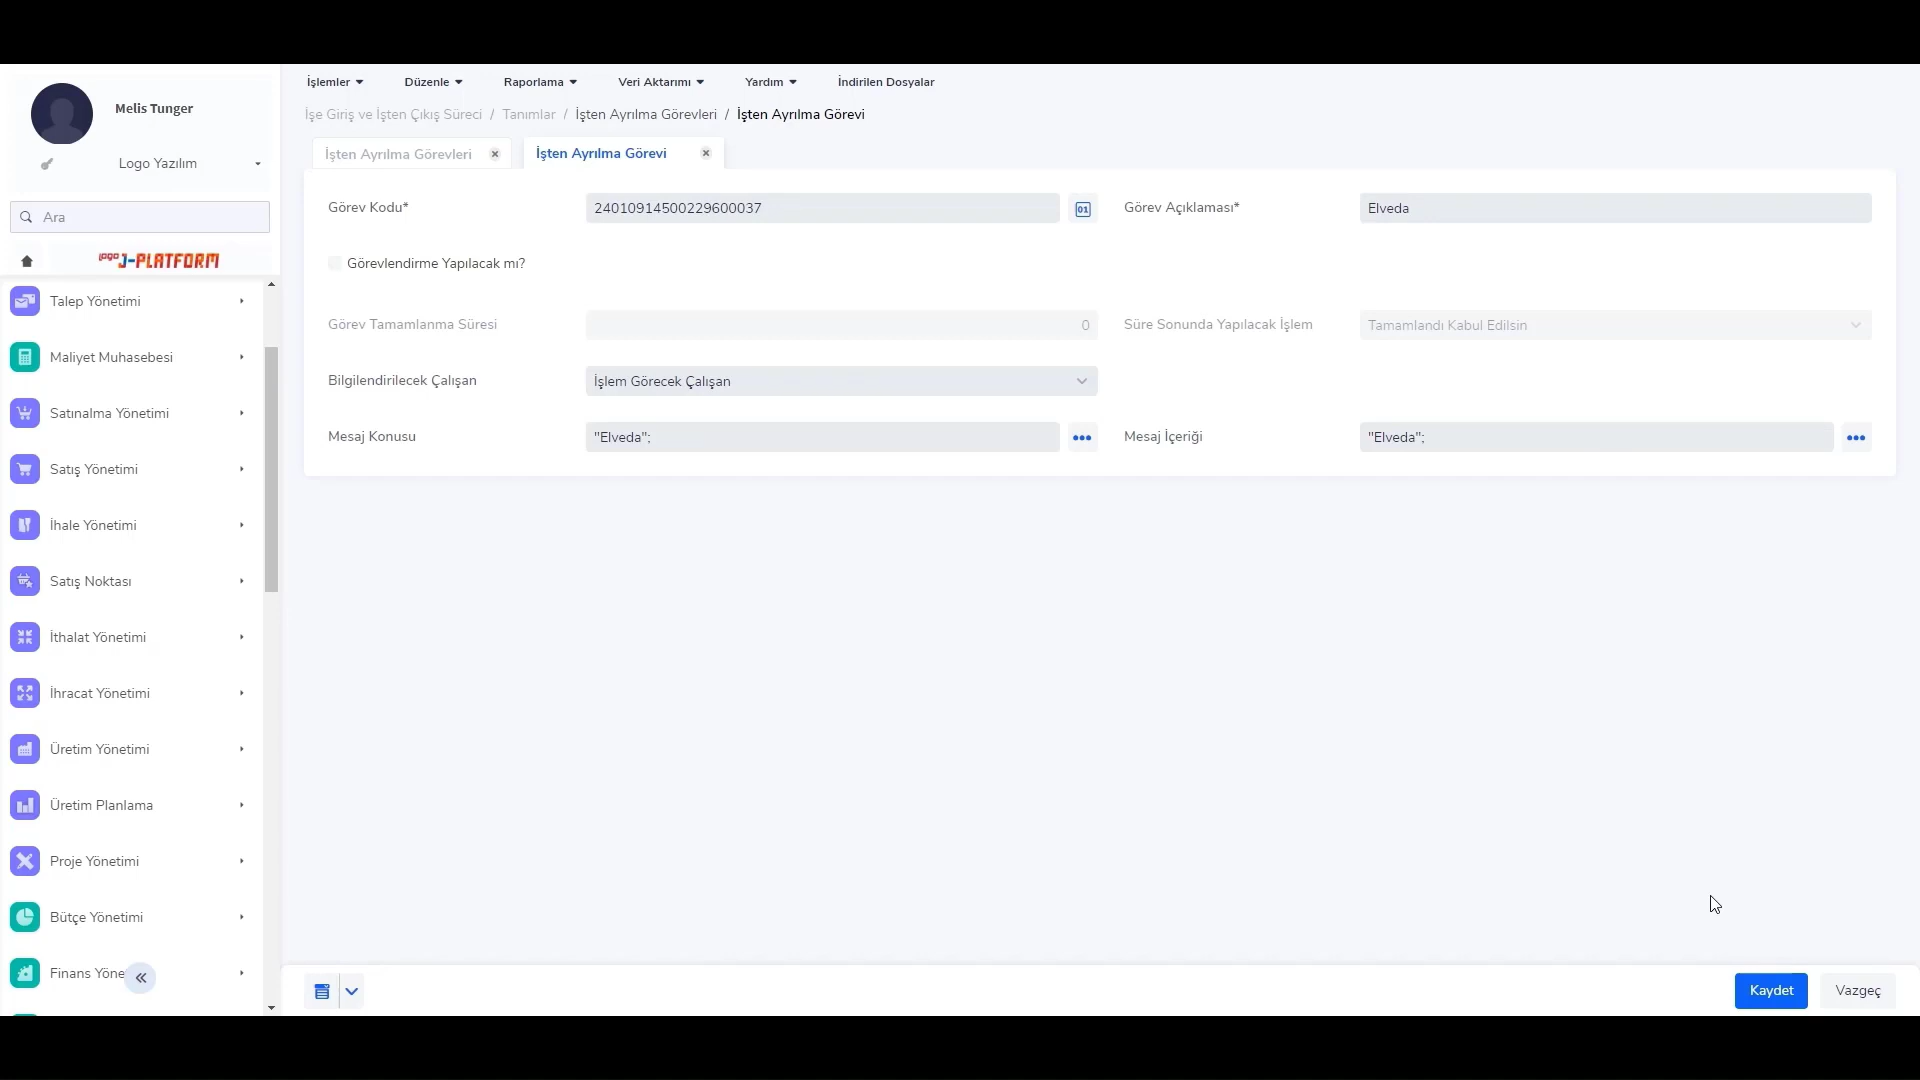 Melis Tunger
Logo Yazılım
Ara
LOGO J-PLATFORM
Talep Yönetimi
Maliyet Muhasebesi
Satınalma Yönetimi
Satış Yönetimi
İhale Yönetimi
Satış Noktası
İthalat Yönetimi
İhracat Yönetimi
Üretim Yönetimi
Üretim Planlama
Proje Yönetimi
Bütçe Yönetimi
Finans Yöne
İşlemler Düzenle Raporlama Veri Aktarımı Yardım İndirilen Dosyalar
İşe Giriş ve İşten Çıkış Süreci / Tanımlar / İşten Ayrılma Görevleri / İşten Ayrılma Görevi
İşten Ayrılma Görevleri İşten Ayrılma Görevi
Görev Kodu* 24010914500229600037 01 Görev Açıklaması* Elveda
Görevlendirme Yapılacak mı?
Görev Tamamlanma Süresi 0 Süre Sonunda Yapılacak İşlem Tamamlandı Kabul Edilsin
Bilgilendirilecek Çalışan İşlem Görecek Çalışan
Mesaj Konusu "Elveda"; Mesaj İçeriği "Elveda";
Kaydet Vazgeç